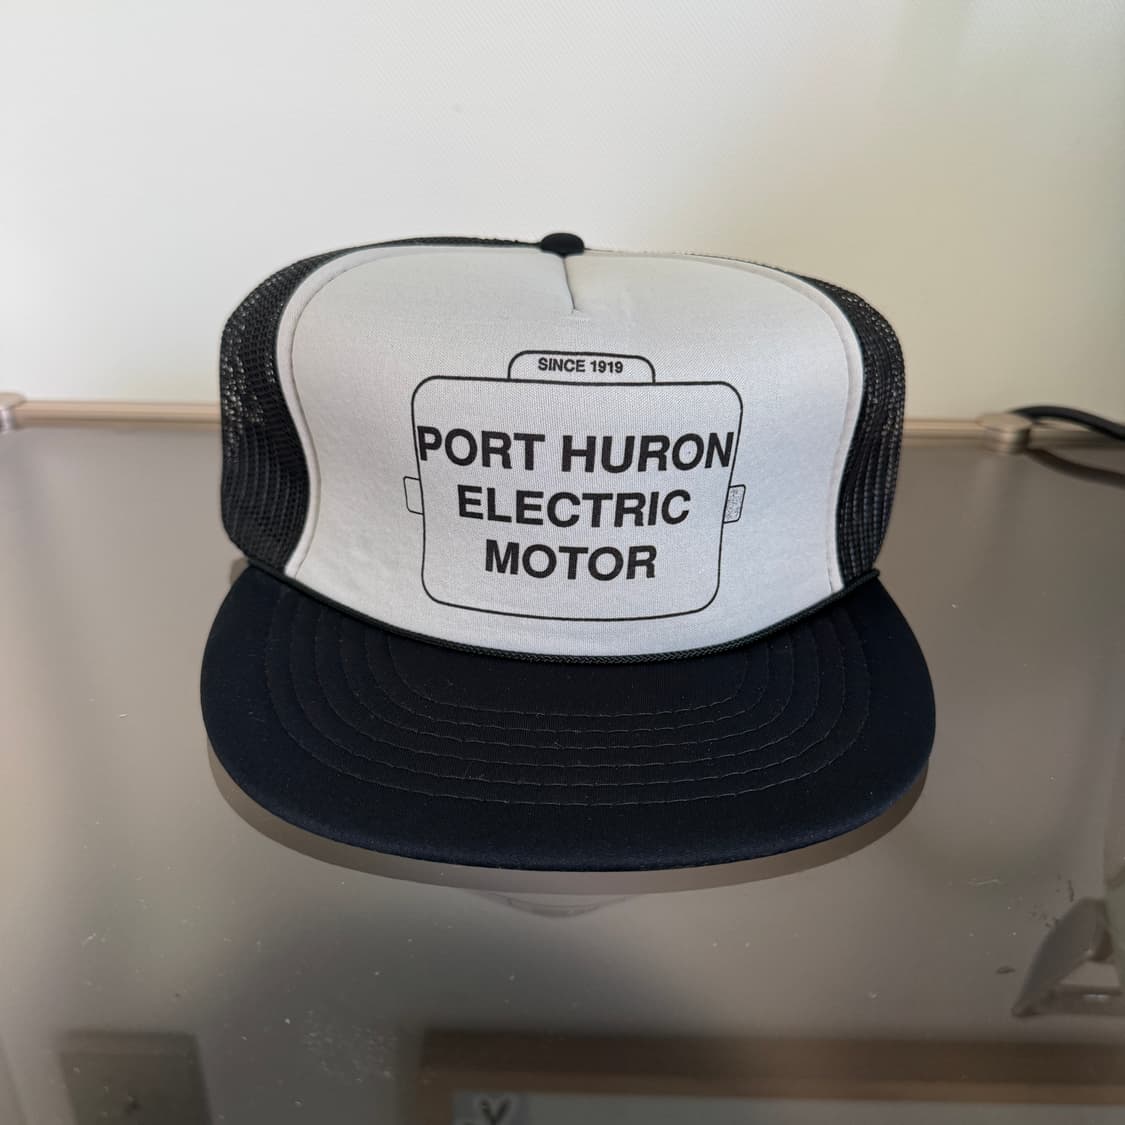 SINCE 1919
PORT HURON
ELECTRIC
MOTOR